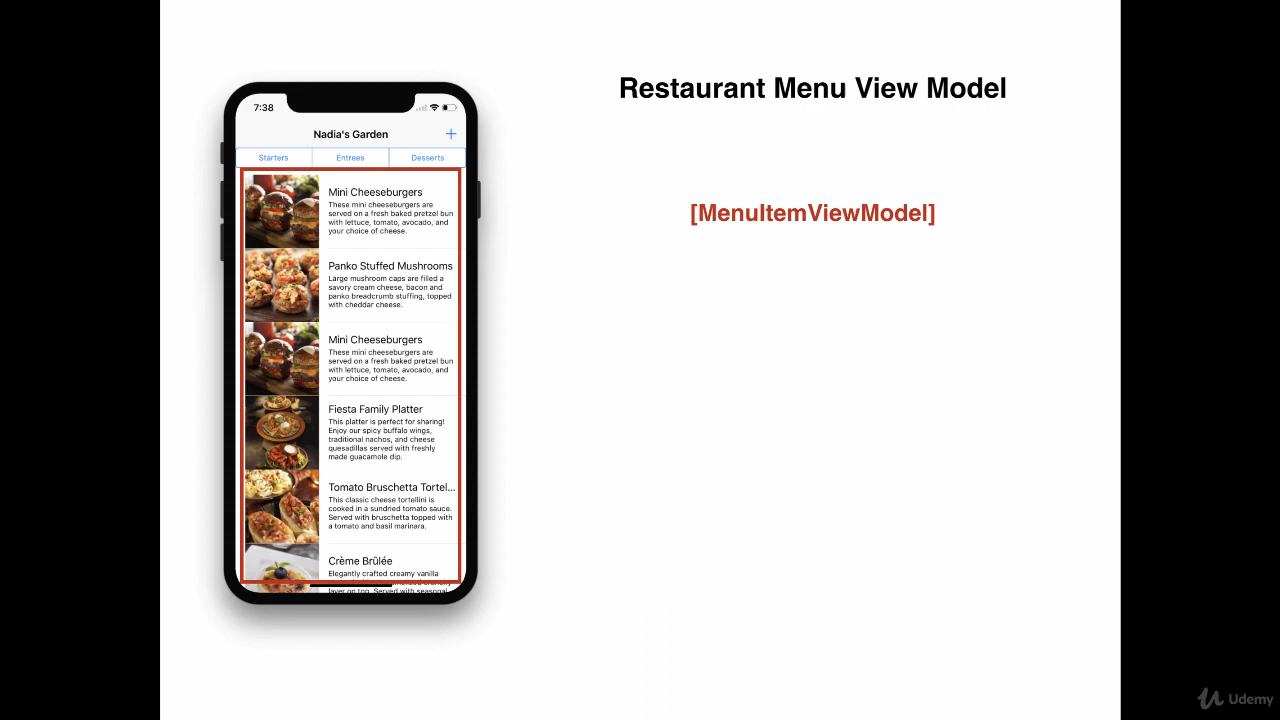 Restaurant Menu View Model
[MenuItemViewModel]
7:38
Nadia's Garden
+
Starters
Entrees
Desserts
Mini Cheeseburgers
These mini cheeseburgers are
served on a fresh baked pretzel bun
with lettuce, tomato, avocado, and
your choice of cheese.
Panko Stuffed Mushrooms
Large mushroom caps are filled a
savory cream cheese, bacon and
panko breadcrumb stuffing, topped
with cheddar cheese.
Mini Cheeseburgers
These mini cheeseburgers are
served on a fresh baked pretzel bun
with lettuce, tomato, avocado, and
your choice of cheese.
Fiesta Family Platter
This platter is perfect for sharing!
Enjoy our spicy buffalo wings,
traditional nachos, and cheese
quesadillas served with freshly
made guacamole dip.
Tomato Bruschetta Tortel...
This classic cheese tortellini is
cooked in a sundried tomato sauce.
Served with bruschetta topped with
a tomato and basil marinara.
Crème Brûlée
Elegantly crafted creamy vanilla
layer on top. Served with seasonal
Udemy